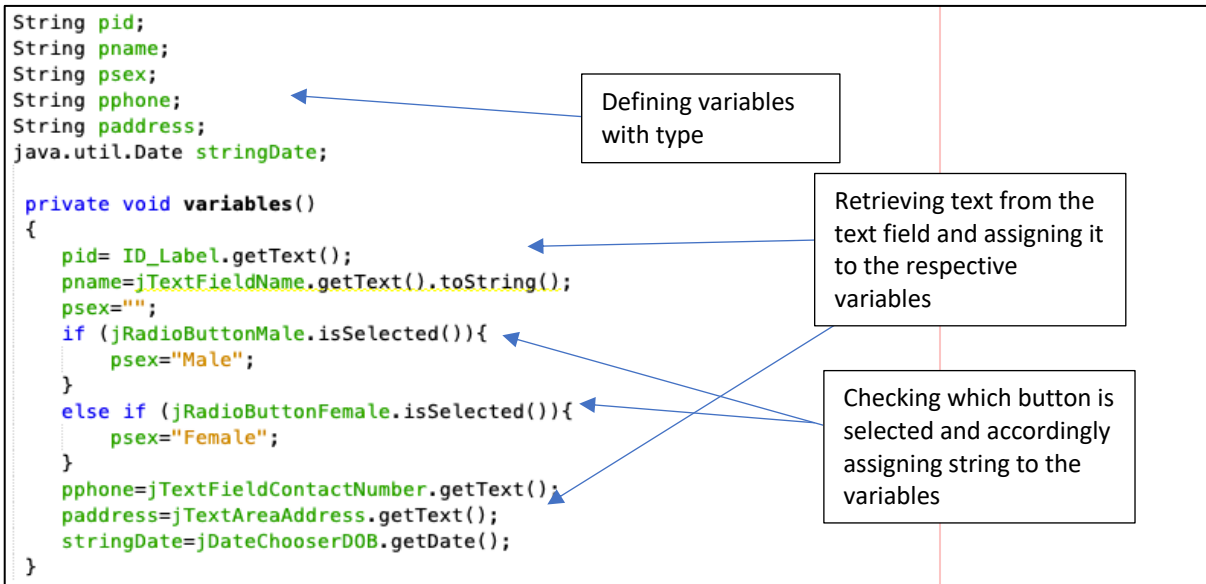 String pid;
String pname;
String psex;
String pphone;
String paddress;
java.util.Date stringDate;
private void variables()
{
pid= ID_Label.getText();
pname=jTextFieldName.getText().toString();
psex="";
if (jRadioButtonMale.isSelected()){
psex="Male";
}
else if (jRadioButtonFemale.isSelected()){
psex="Female";
}
pphone=jTextFieldContactNumber.getText();
paddress=jTextAreaAddress.getText();
stringDate=jDateChooserDOB.getDate();
}
Defining variables
with type
Retrieving text from the
text field and assigning it
to the respective
variables
Checking which button is
selected and accordingly
assigning string to the
variables